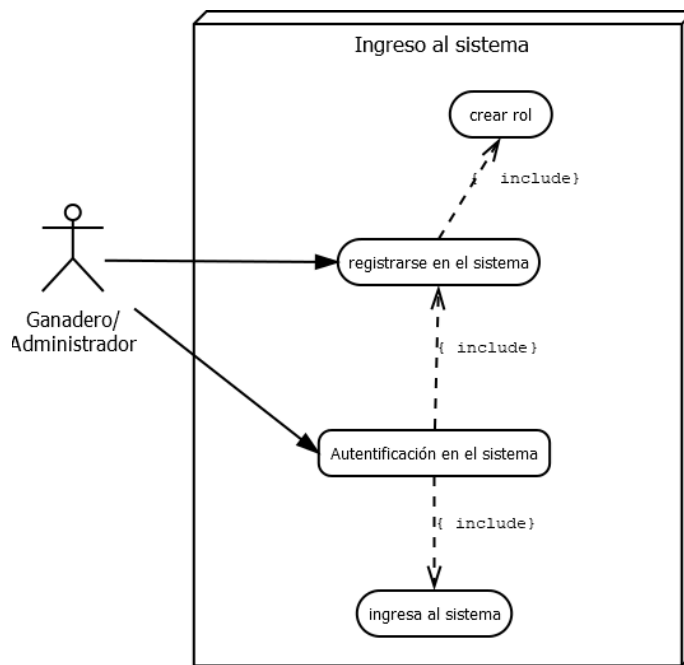 Ingreso al sistema
crear rol
{ include}
registrarse en el sistema
Ganadero/
Administrador
{ include}
Autentificación en el sistema
{ include}
ingresa al sistema